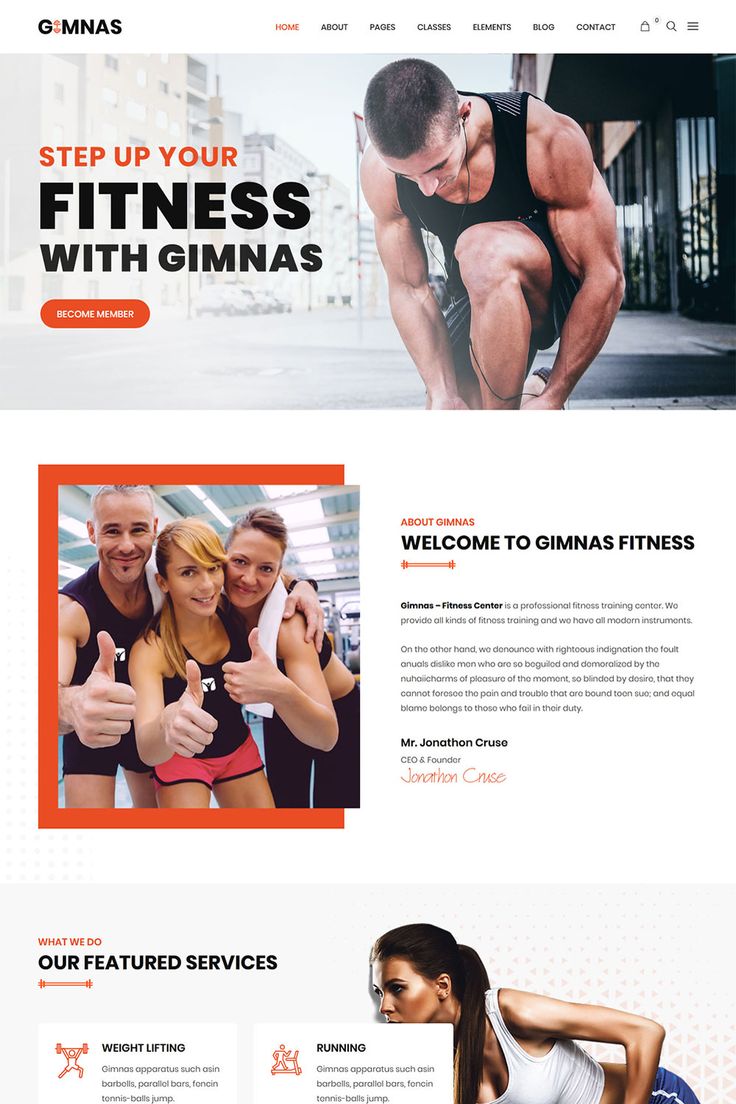 GIMNAS
HOME ABOUT PAGES CLASSES ELEMENTS BLOG CONTACT 0
STEP UP YOUR
FITNESS
WITH GIMNAS
BECOME MEMBER
ABOUT GIMNAS
WELCOME TO GIMNAS FITNESS
Gimnas – Fitness Center is a professional fitness training center. We
provide all kinds of fitness training and we have all modern instruments.
On the other hand, we denounce with righteous indignation the foult
anuals dislike men who are so beguiled and demoralized by the
nuhaiicharms of pleasure of the moment, so blinded by desire, that they
cannot foresee the pain and trouble that are bound teen sue; and equal
blame belongs to those who fail in their duty.
Mr. Jonathon Cruse
CEO & Founder
Jonathon Cruse
WHAT WE DO
OUR FEATURED SERVICES
WEIGHT LIFTING
Gimnas apparatus such asin
barbells, parallel bars, foncin
tennis-balls jump.
RUNNING
Gimnas apparatus such asin
barbells, parallel bars, foncin
tennis-balls jump.